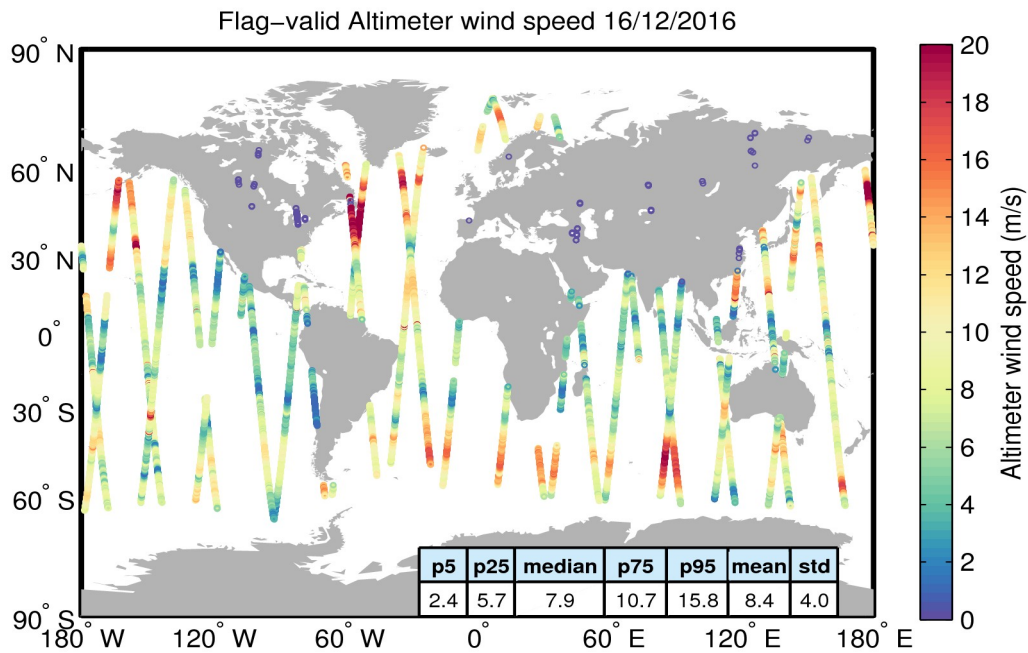 Flag−valid Altimeter wind speed 16/12/2016
90° N
60° N
30° N
0°
30° S
60° S
90° S
180° W
120° W
60° W
0°
60° E
120° E
180° E
p5 p25 median p75 p95 mean std
2.4 5.7 7.9 10.7 15.8 8.4 4.0
20
18
16
14
12
10
8
6
4
2
0
Altimeter wind speed (m/s)